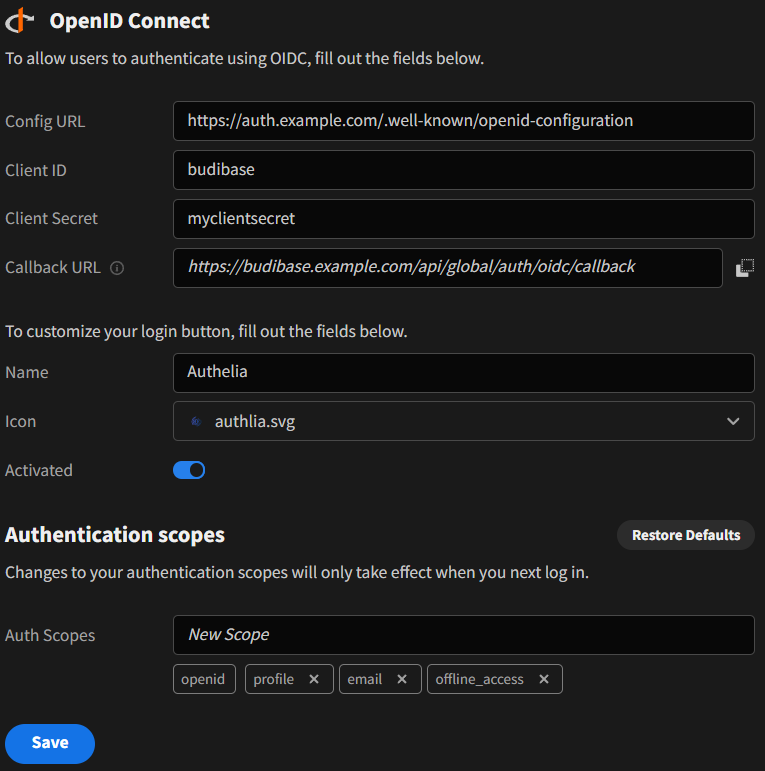 OpenID Connect
To allow users to authenticate using OIDC, fill out the fields below.
Config URL https://auth.example.com/.well-known/openid-configuration
Client ID budibase
Client Secret myclientsecret
Callback URL https://budibase.example.com/api/global/auth/oidc/callback
To customize your login button, fill out the fields below.
Name Authelia
Icon authlia.svg
Activated
Authentication scopes Restore Defaults
Changes to your authentication scopes will only take effect when you next log in.
Auth Scopes New Scope
openid profile email offline_access
Save